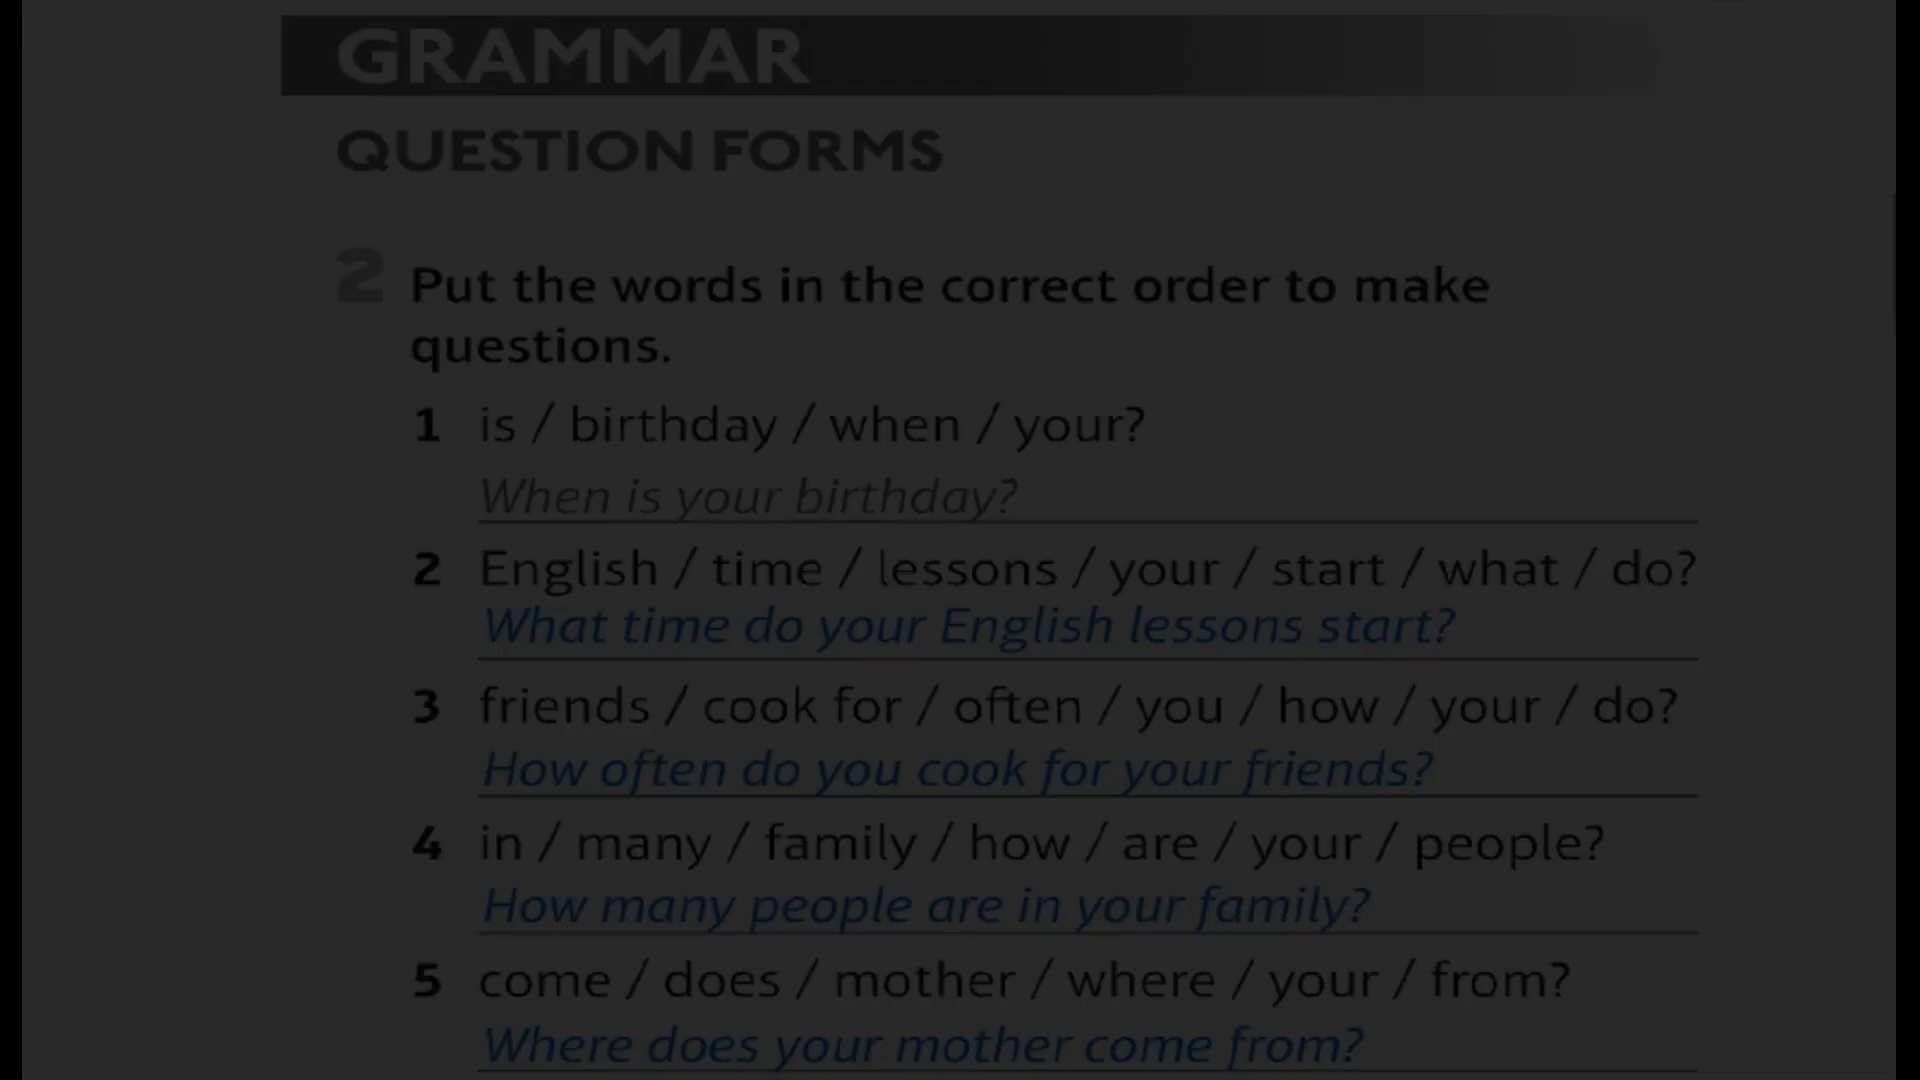 GRAMMAR
QUESTION FORMS
2 Put the words in the correct order to make
questions.
1 is / birthday / when / your?
When is your birthday?
2 English / time / lessons / your / start / what / do?
What time do your English lessons start?
3 friends / cook for / often / you / how / your / do?
How often do you cook for your friends?
4 in / many / family / how / are / your / people?
How many people are in your family?
5 come / does / mother / where / your / from?
Where does your mother come from?